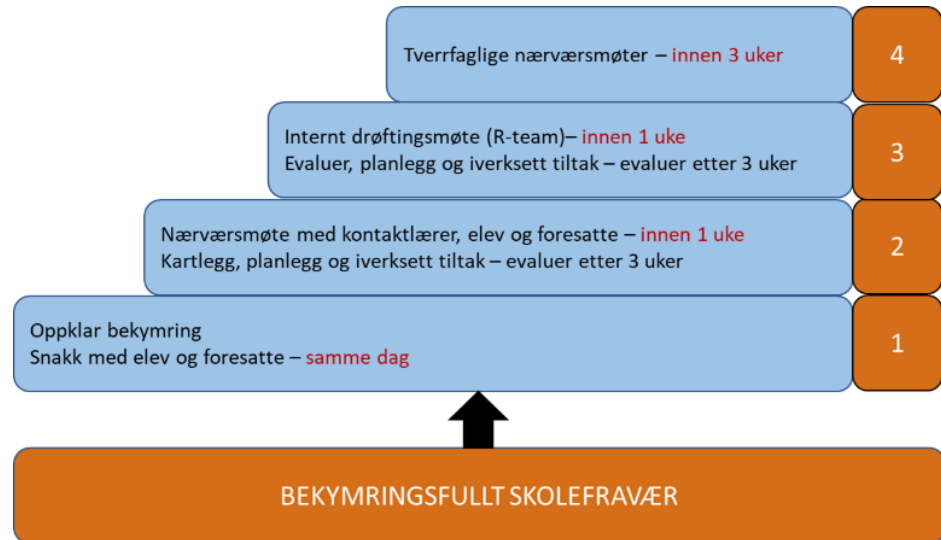 Tverrfaglige nærværsmøter – innen 3 uker
4
Internt drøftingsmøte (R-team)– innen 1 uke
Evaluer, planlegg og iverksett tiltak – evaluer etter 3 uker
3
Nærværsmøte med kontaktlærer, elev og foresatte – innen 1 uke
Kartlegg, planlegg og iverksett tiltak – evaluer etter 3 uker
2
Oppklar bekymring
Snakk med elev og foresatte – samme dag
1
BEKYMRINGSFULLT SKOLEFRAVÆR